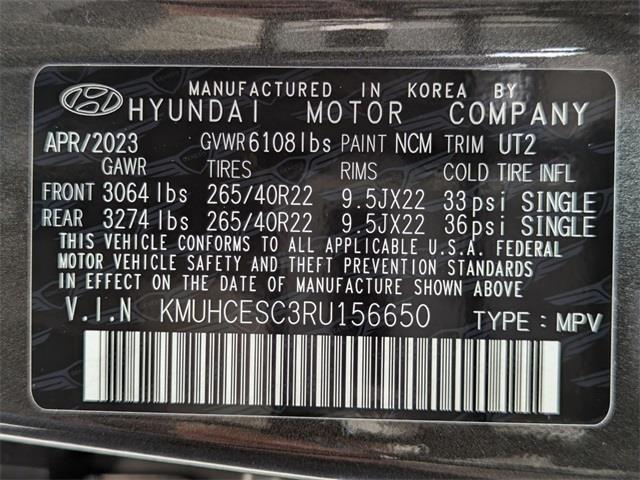 MANUFACTURED IN KOREA BY
HYUNDAI MOTOR COMPANY
APR/2023 GVWR 6108lbs PAINT NCM TRIM UT2
GAWR TIRES RIMS COLD TIRE INFL
FRONT 3064lbs 265/40R22 9.5JX22 33psi SINGLE
REAR 3274lbs 265/40R22 9.5JX22 36psi SINGLE
THIS VEHICLE CONFORMS TO ALL APPLICABLE U.S.A. FEDERAL
MOTOR VEHICLE SAFETY AND THEFT PREVENTION STANDARDS
IN EFFECT ON THE DATE OF MANUFACTURE SHOWN ABOVE.
V.I.N KMUHCESC3RU156650 TYPE : MPV